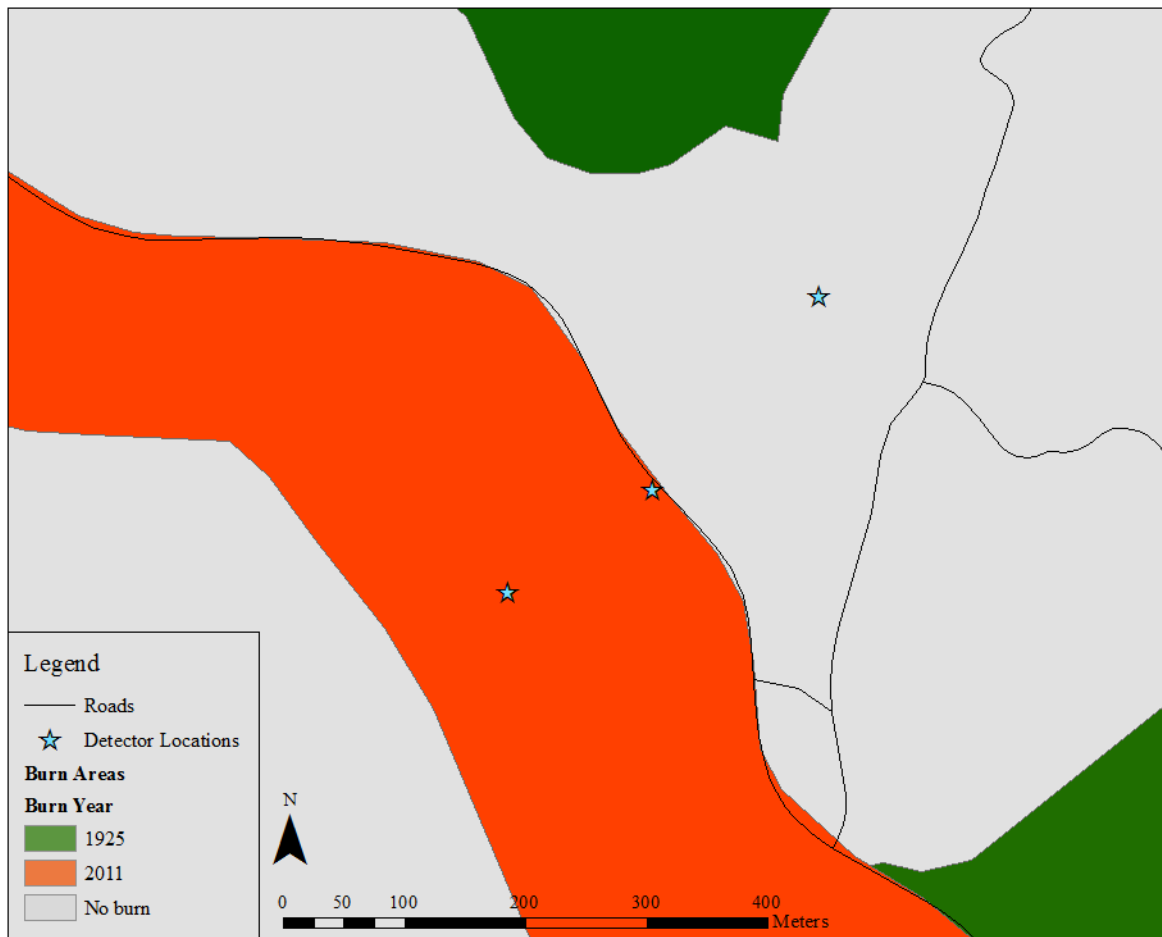 Legend
Roads
Detector Locations
Burn Areas
Burn Year
1925
2011
No burn
N
0 50 100 200 300 400
Meters